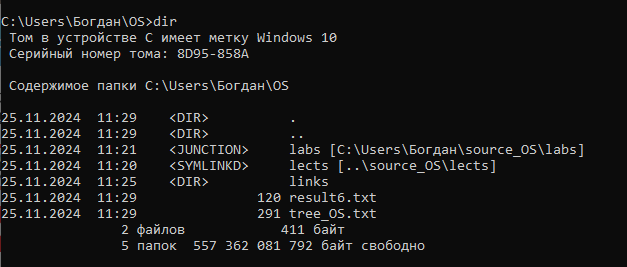 C:\Users\Богдан\OS>dir
Том в устройстве C имеет метку Windows 10
Серийный номер тома: 8D95-858A
Содержимое папки C:\Users\Богдан\OS
25.11.2024  11:29    <DIR>          .
25.11.2024  11:29    <DIR>          ..
25.11.2024  11:21    <JUNCTION>     labs [C:\Users\Богдан\source_OS\labs]
25.11.2024  11:20    <SYMLINKD>     lects [..\source_OS\lects]
25.11.2024  11:25    <DIR>          links
25.11.2024  11:29               120 result6.txt
25.11.2024  11:29               291 tree_OS.txt
2 файлов            411 байт
5 папок  557 362 081 792 байт свободно